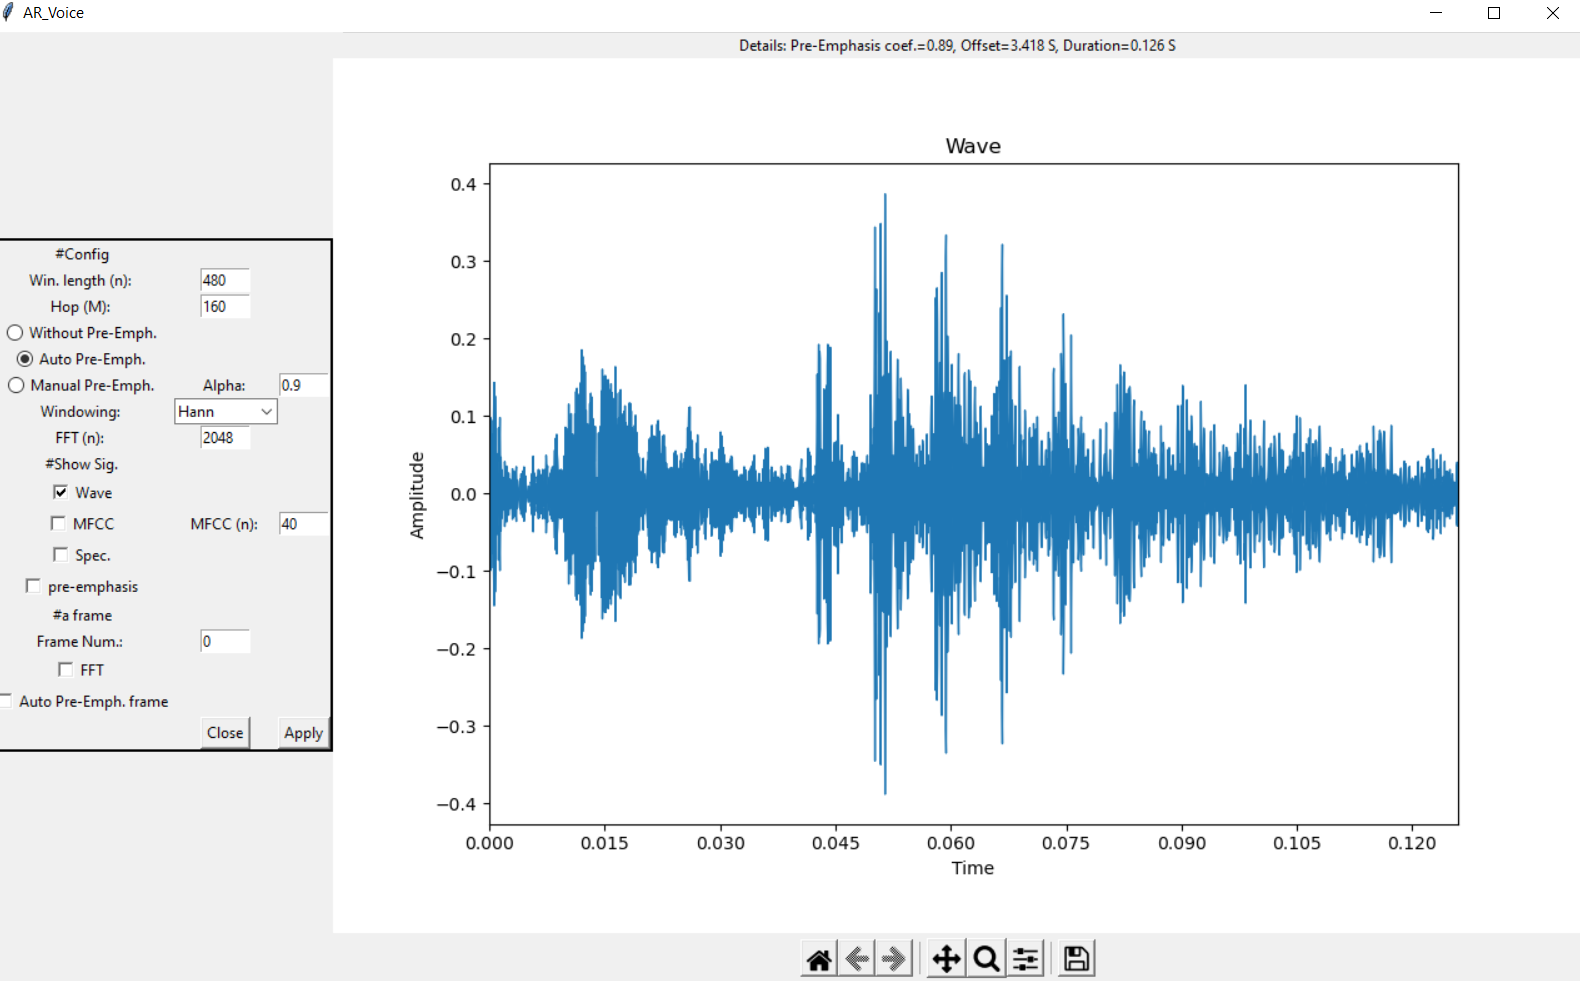 AR_Voice
Details: Pre-Emphasis coef.=0.89, Offset=3.418 S, Duration=0.126 S
#Config
Win. length (n): 480
Hop (M): 160
Without Pre-Emph.
Auto Pre-Emph.
Manual Pre-Emph. Alpha: 0.9
Windowing: Hann
FFT (n): 2048
#Show Sig.
Wave
MFCC MFCC (n): 40
Spec.
pre-emphasis
#a frame
Frame Num.: 0
FFT
Auto Pre-Emph. frame
Close Apply
Wave
0.4
0.3
0.2
0.1
0.0
−0.1
−0.2
−0.3
−0.4
Amplitude
0.000 0.015 0.030 0.045 0.060 0.075 0.090 0.105 0.120
Time